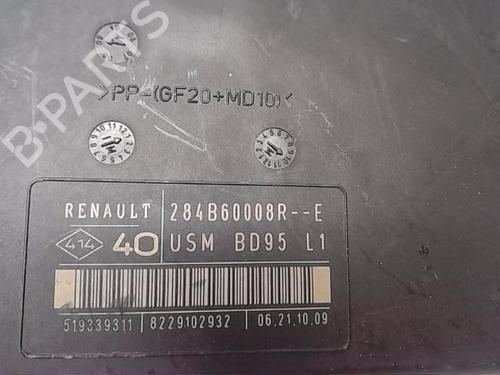 B-PARTS
>PP-(GF20+MD10)<
RENAULT 284B60008R--E
414 40 USM BD95 L1
519339311 8229102932 06.21.10.09